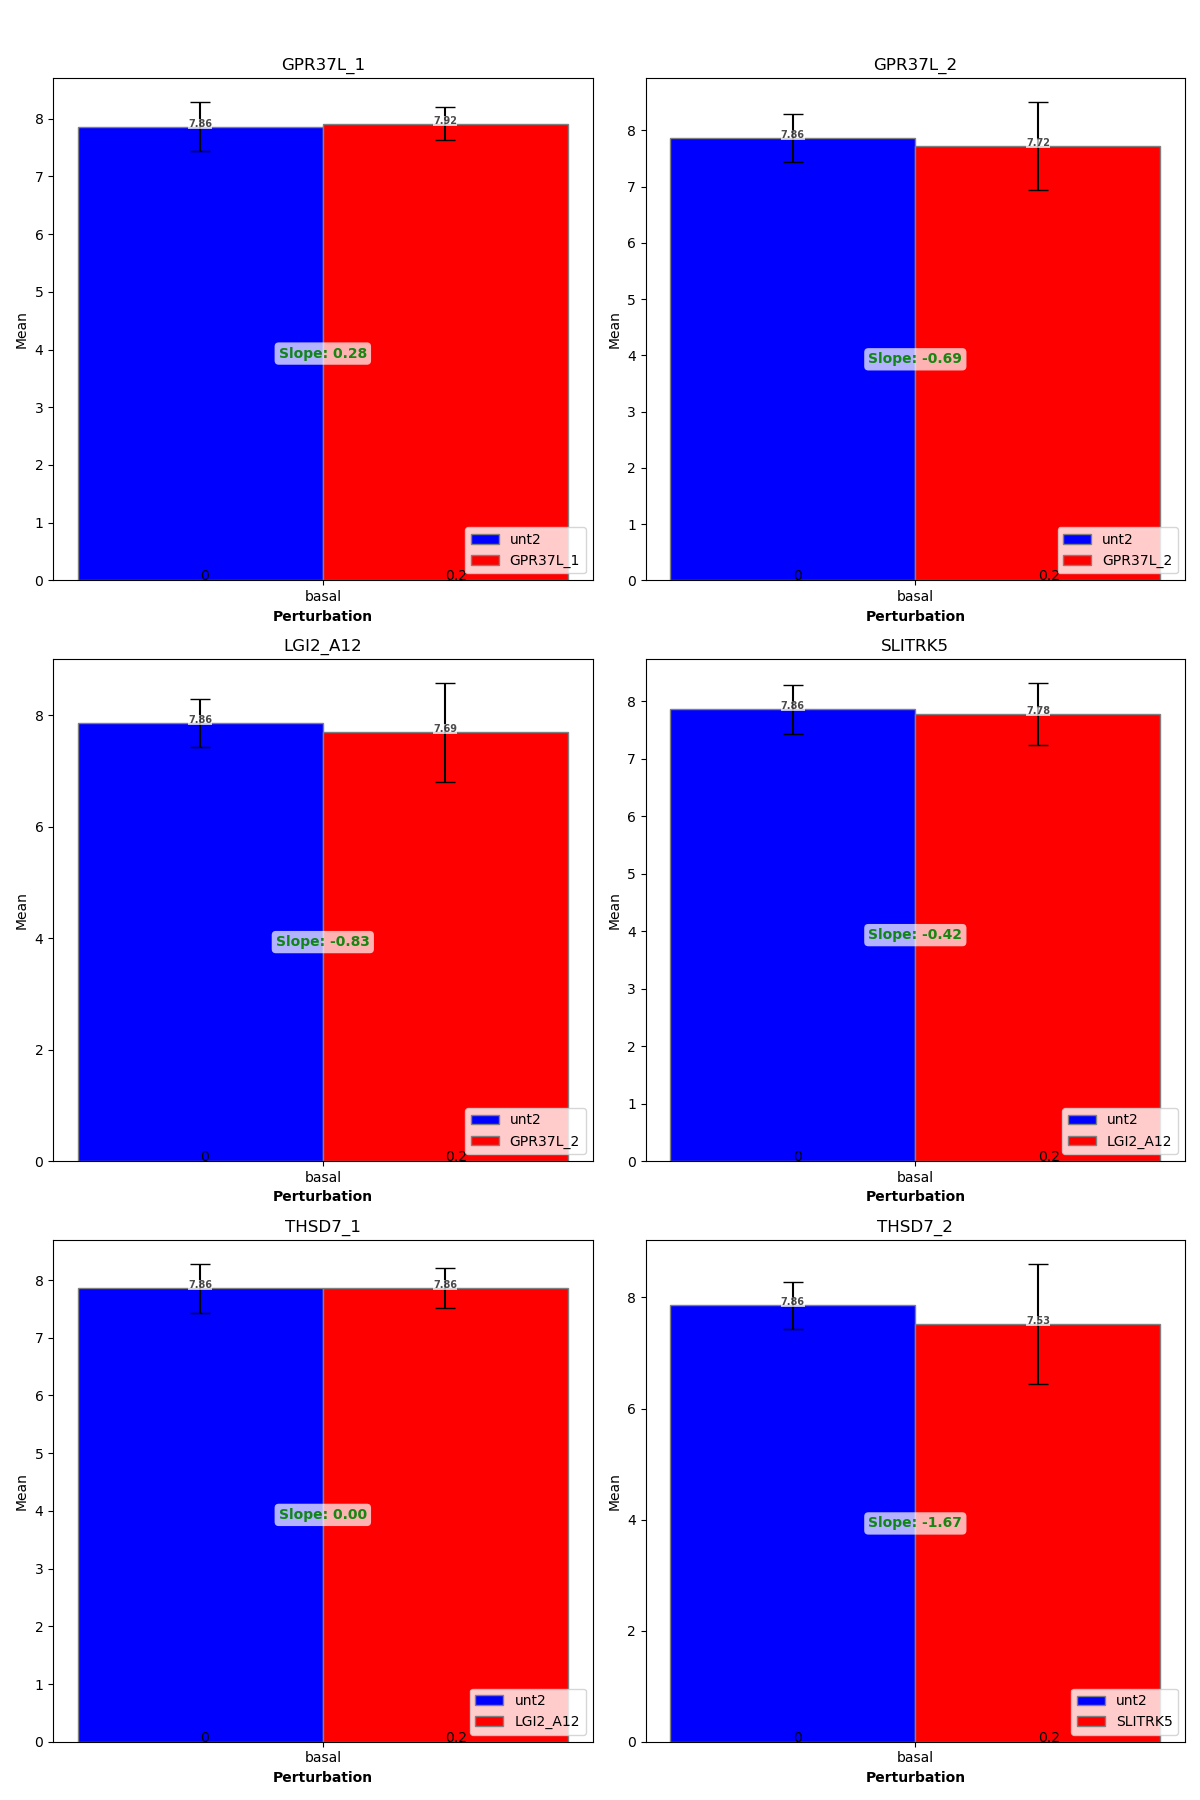 GPR37L_1
8
7
6
5
4
3
2
1
0
Mean
7.86
7.92
Slope: 0.28
unt2
GPR37L_1
0
0.2
basal
Perturbation
GPR37L_2
8
7
6
5
4
3
2
1
0
Mean
7.86
7.72
Slope: -0.69
unt2
GPR37L_2
0
0.2
basal
Perturbation
LGI2_A12
8
6
4
2
0
Mean
7.86
7.69
Slope: -0.83
unt2
GPR37L_2
0
0.2
basal
Perturbation
SLITRK5
8
7
6
5
4
3
2
1
0
Mean
7.86
7.78
Slope: -0.42
unt2
LGI2_A12
0
0.2
basal
Perturbation
THSD7_1
8
7
6
5
4
3
2
1
0
Mean
7.86
7.86
Slope: 0.00
unt2
LGI2_A12
0
0.2
basal
Perturbation
THSD7_2
8
6
4
2
0
Mean
7.86
7.53
Slope: -1.67
unt2
SLITRK5
0
0.2
basal
Perturbation